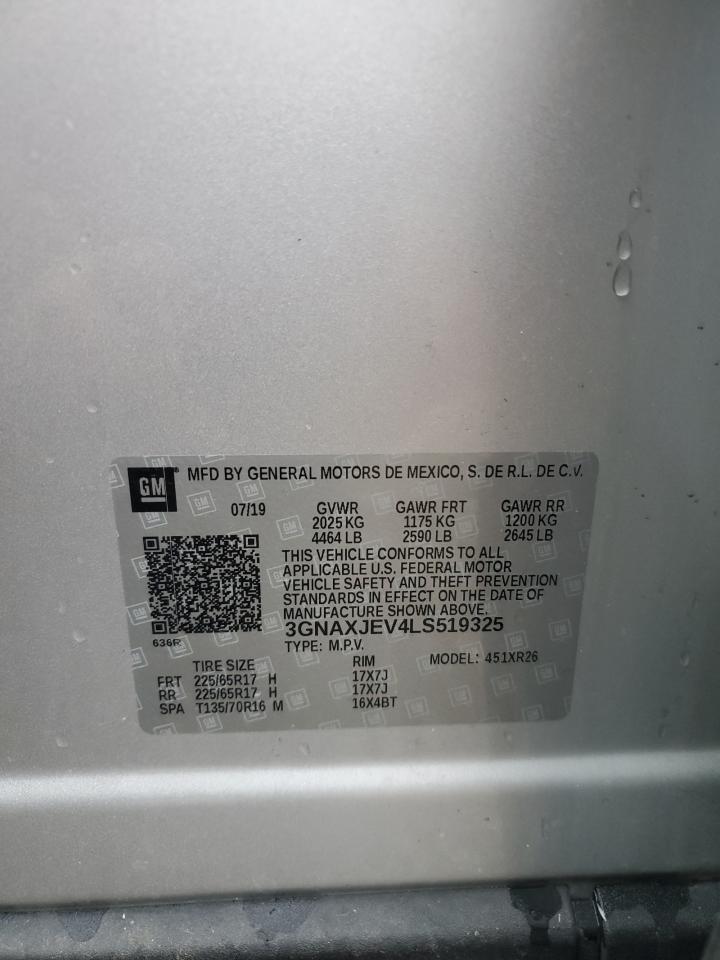 GM ® MFD BY GENERAL MOTORS DE MEXICO, S. DE R.L. DE C.V.
07/19 GVWR GAWR FRT GAWR RR
2025 KG 1175 KG 1200 KG
4464 LB 2590 LB 2645 LB
THIS VEHICLE CONFORMS TO ALL
APPLICABLE U.S. FEDERAL MOTOR
VEHICLE SAFETY AND THEFT PREVENTION
STANDARDS IN EFFECT ON THE DATE OF
MANUFACTURE SHOWN ABOVE.
3GNAXJEV4LS519325
636R TYPE: M.P.V. MODEL: 451XR26
TIRE SIZE RIM
FRT 225/65R17 H 17X7J
RR 225/65R17 H 17X7J
SPA T135/70R16 M 16X4BT